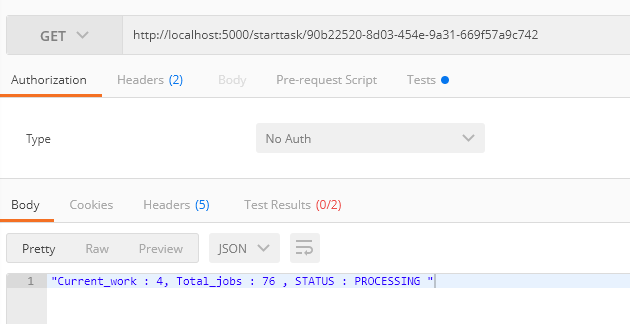 GET http://localhost:5000/starttask/90b22520-8d03-454e-9a31-669f57a9c742
Authorization Headers (2) Body Pre-request Script Tests
Type No Auth
Body Cookies Headers (5) Test Results (0/2)
Pretty Raw Preview JSON
1 "Current_work : 4, Total_jobs : 76 , STATUS : PROCESSING "